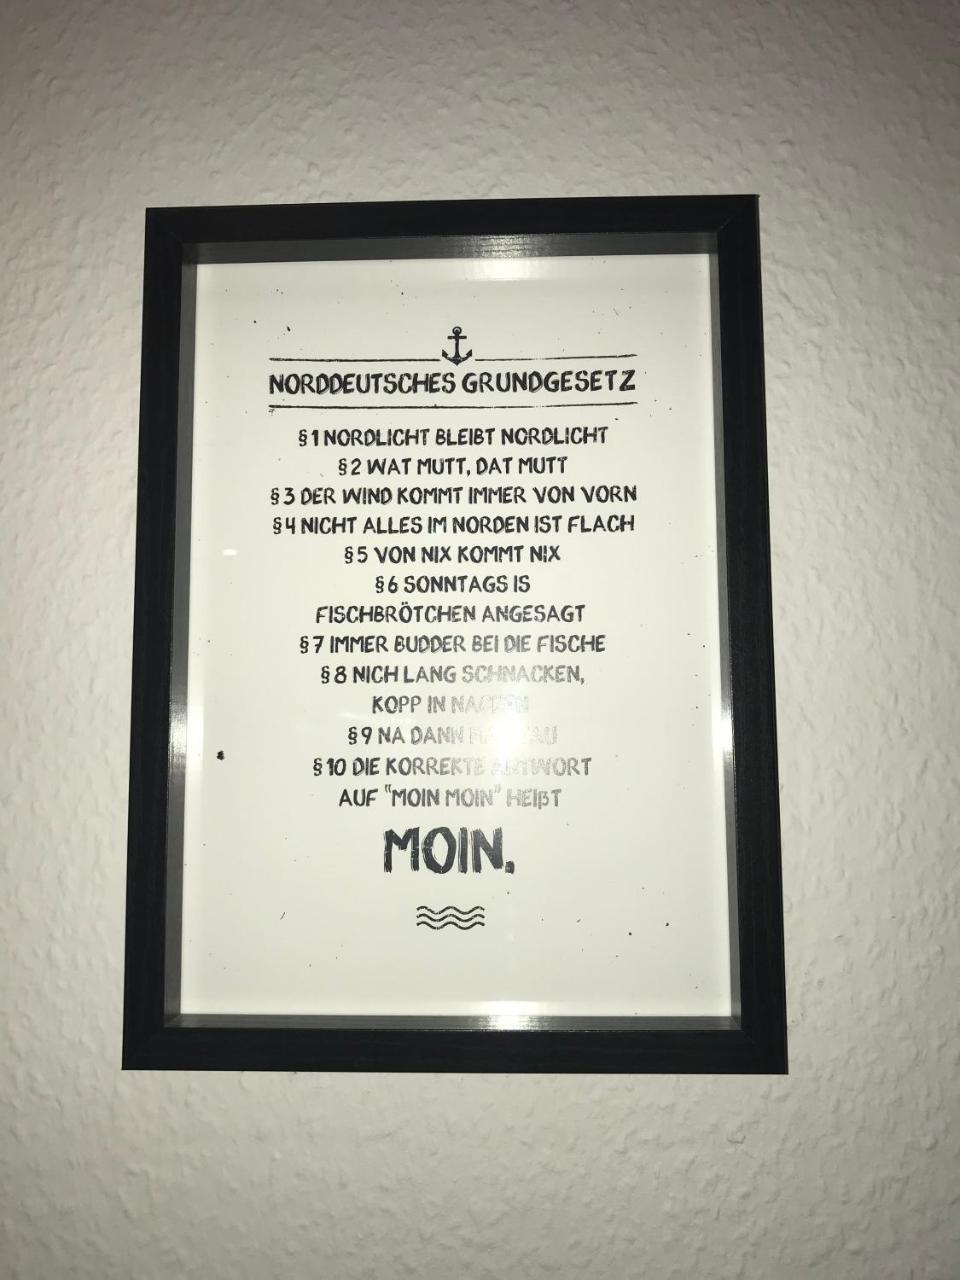 NORDDEUTSCHES GRUNDGESETZ
§1 NORDLICHT BLEIBT NORDLICHT
§2 WAT MUTT, DAT MUTT
§3 DER WIND KOMMT IMMER VON VORN
§4 NICHT ALLES IM NORDEN IST FLACH
§5 VON NIX KOMMT NIX
§6 SONNTAGS IS
FISCHBRÖTCHEN ANGESAGT
§7 IMMER BUDDER BEI DIE FISCHE
§8 NICH LANG SCHNACKEN,
KOPP IN NACKEN
§9 NA DANN
§10 DIE KORREKTE ANTWORT
AUF "MOIN MOIN" HEIßT
MOIN.